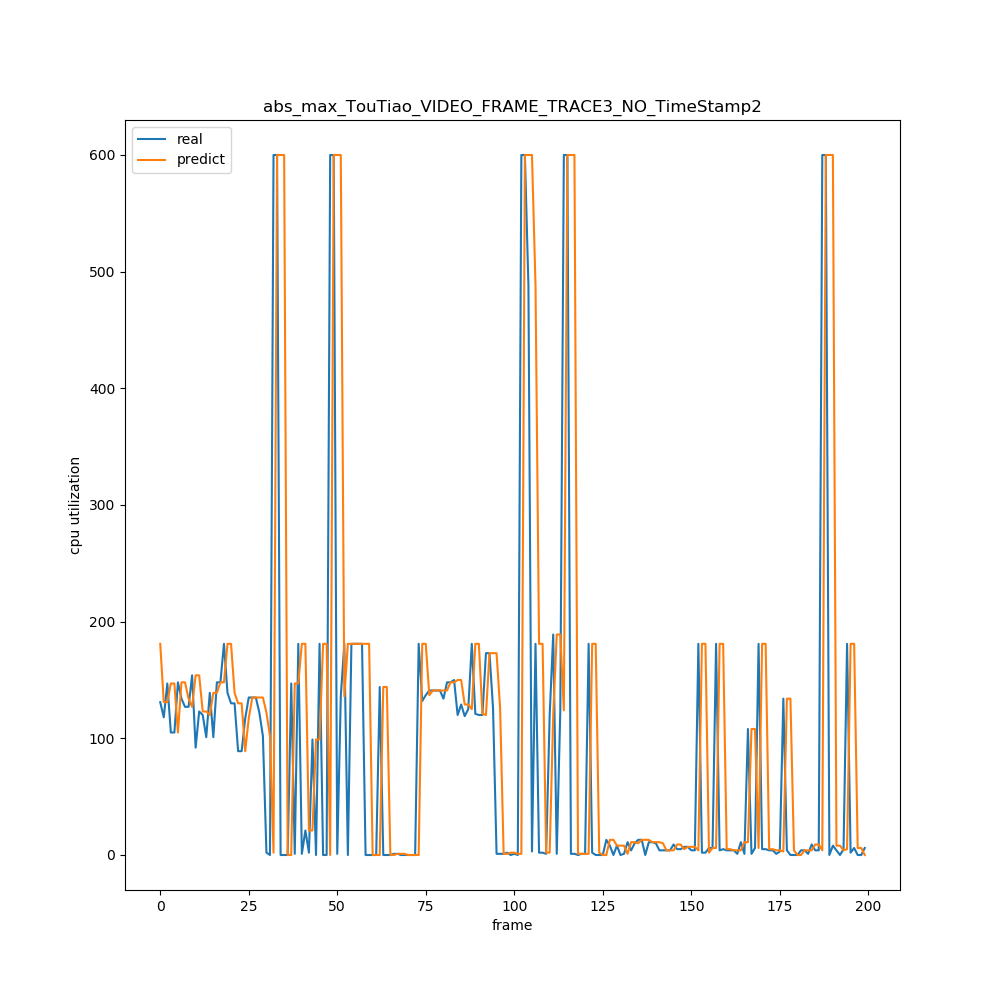 abs_max_TouTiao_VIDEO_FRAME_TRACE3_NO_TimeStamp2
real
predict
600
500
400
300
200
100
0
cpu utilization
0 25 50 75 100 125 150 175 200
frame